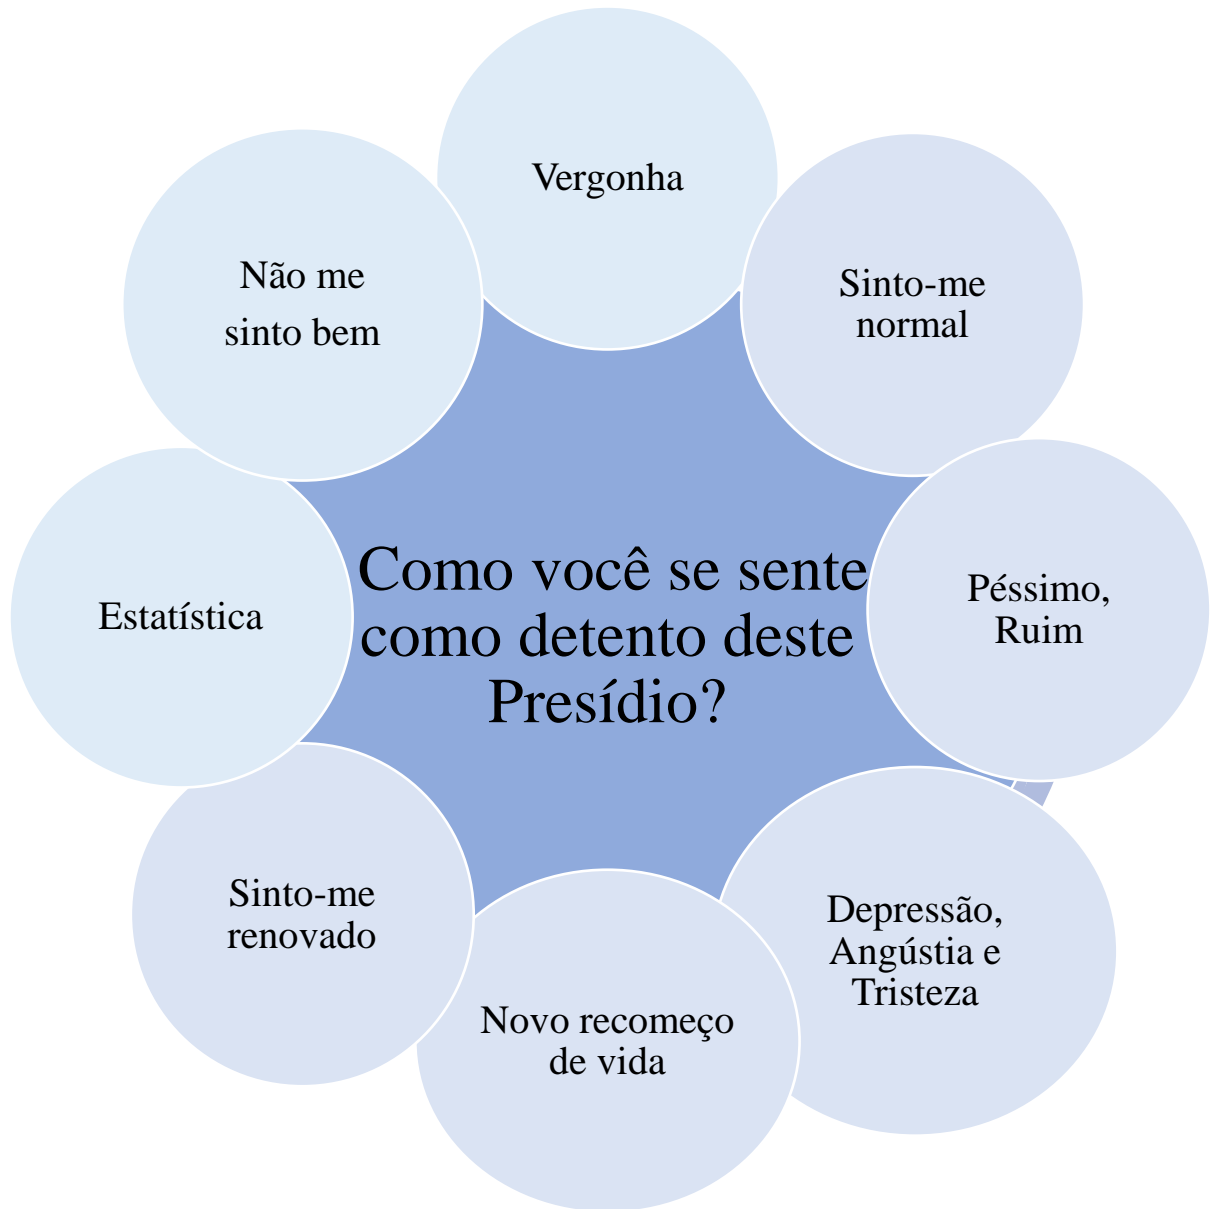 Vergonha
Sinto-me
normal
Péssimo,
Ruim
Depressão,
Angústia e
Tristeza
Novo recomeço
de vida
Sinto-me
renovado
Estatística
Não me
sinto bem
Como você se sente
como detento deste
Presídio?